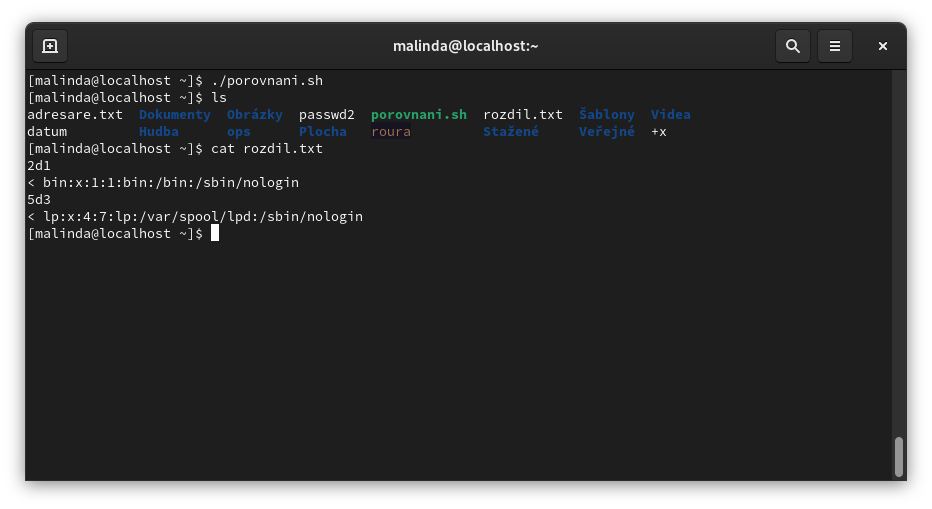 malinda@localhost:~
[malinda@localhost ~]$ ./porovnani.sh
[malinda@localhost ~]$ ls
adresare.txt  Dokumenty  Obrázky  passwd2  porovnani.sh  rozdil.txt  Šablony  Videa
datum         Hudba      ops      Plocha   roura         Stažené     Veřejné  +x
[malinda@localhost ~]$ cat rozdil.txt
2d1
< bin:x:1:1:bin:/bin:/sbin/nologin
5d3
< lp:x:4:7:lp:/var/spool/lpd:/sbin/nologin
[malinda@localhost ~]$